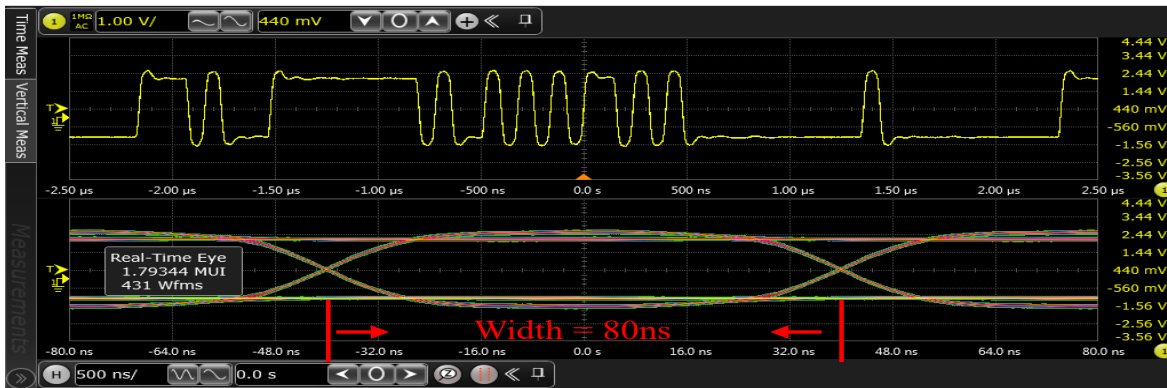 1 1MΩ AC 1.00 V/ 440 mV
Time Meas
Vertical Meas
Measurements
4.44 V
3.44 V
2.44 V
1.44 V
440 mV
-560 mV
-1.56 V
-2.56 V
-3.56 V
T
1
-2.50 µs -2.00 µs -1.50 µs -1.00 µs -500 ns 0.0 s 500 ns 1.00 µs 1.50 µs 2.00 µs 2.50 µs 1
4.44 V
3.44 V
2.44 V
1.44 V
440 mV
-560 mV
-1.56 V
-2.56 V
-3.56 V
T
1
Real-Time Eye
1.79344 MUI
431 Wfms
Width = 80ns
-80.0 ns -64.0 ns -48.0 ns -32.0 ns -16.0 ns 0.0 s 16.0 ns 32.0 ns 48.0 ns 64.0 ns 80.0 ns 1
H 500 ns/ 0.0 s